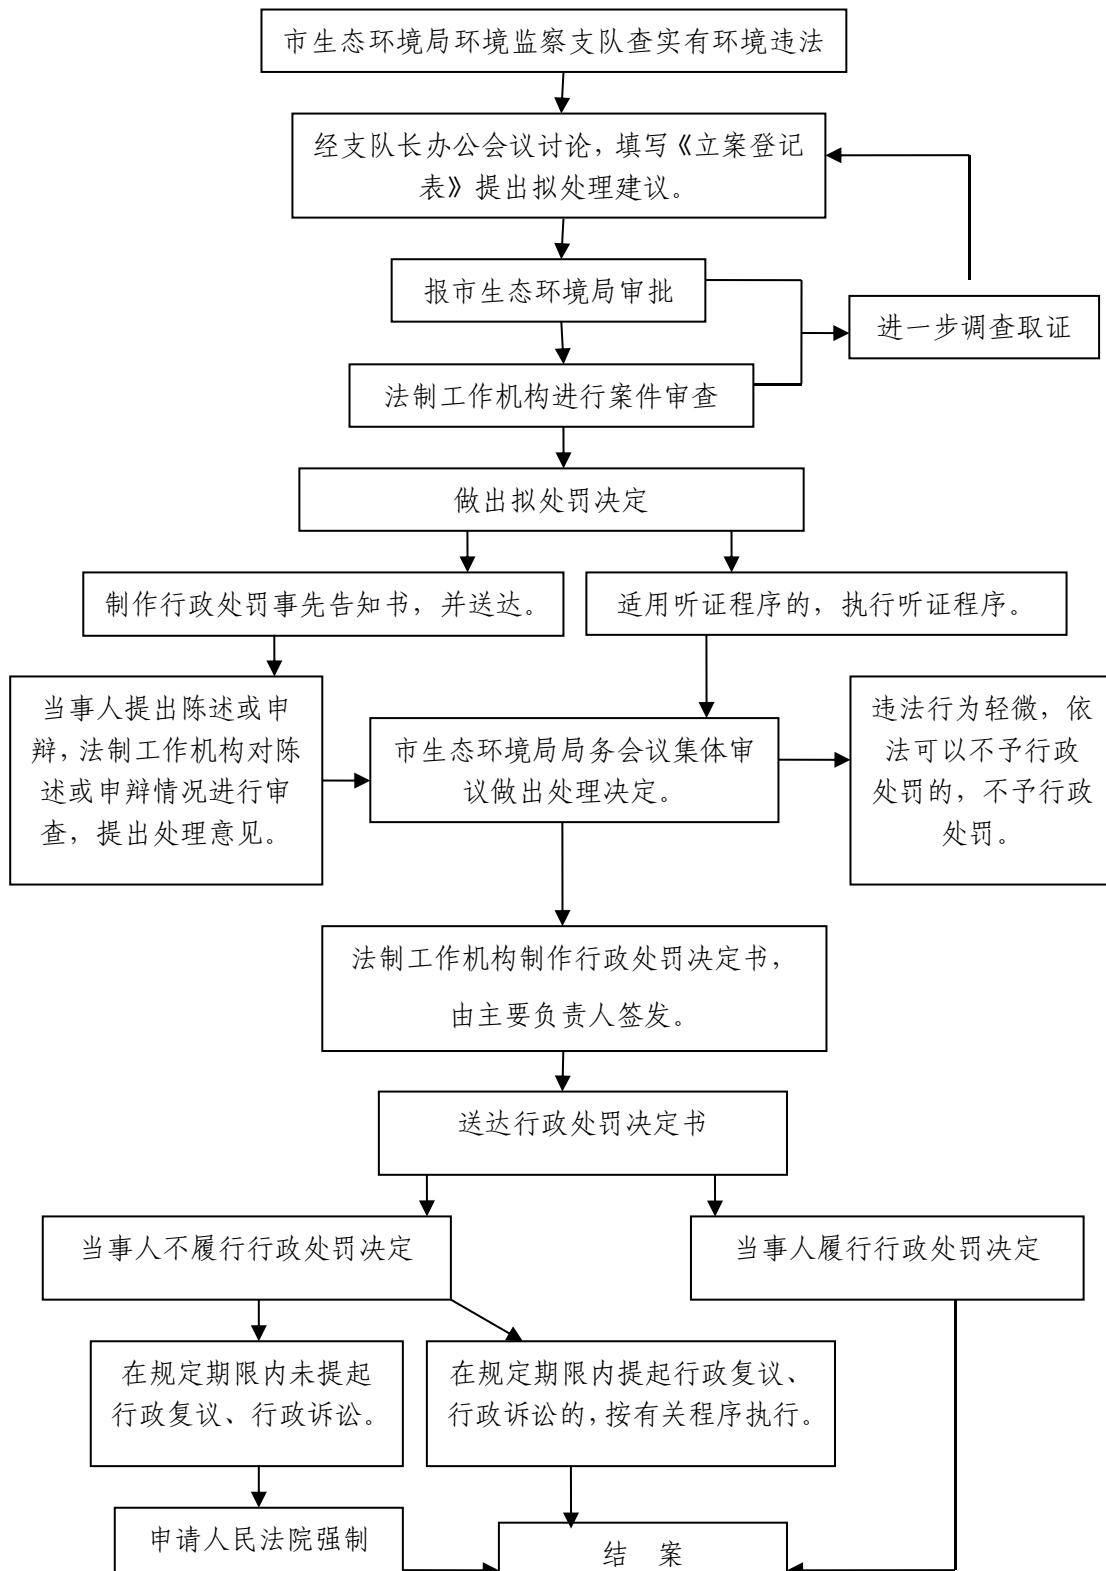 市生态环境局环境监察支队查实有环境违法
经支队长办公会议讨论，填写《立案登记
表》提出拟处理建议。
报市生态环境局审批
进一步调查取证
法制工作机构进行案件审查
做出拟处罚决定
制作行政处罚事先告知书，并送达。
适用听证程序的，执行听证程序。
当事人提出陈述或申
辩，法制工作机构对陈
述或申辩情况进行审
查，提出处理意见。
市生态环境局局务会议集体审
议做出处理决定。
违法行为轻微，依
法可以不予行政
处罚的，不予行政
处罚。
法制工作机构制作行政处罚决定书，
由主要负责人签发。
送达行政处罚决定书
当事人不履行行政处罚决定
当事人履行行政处罚决定
在规定期限内未提起
行政复议、行政诉讼。
在规定期限内提起行政复议、
行政诉讼的，按有关程序执行。
申请人民法院强制
结 案